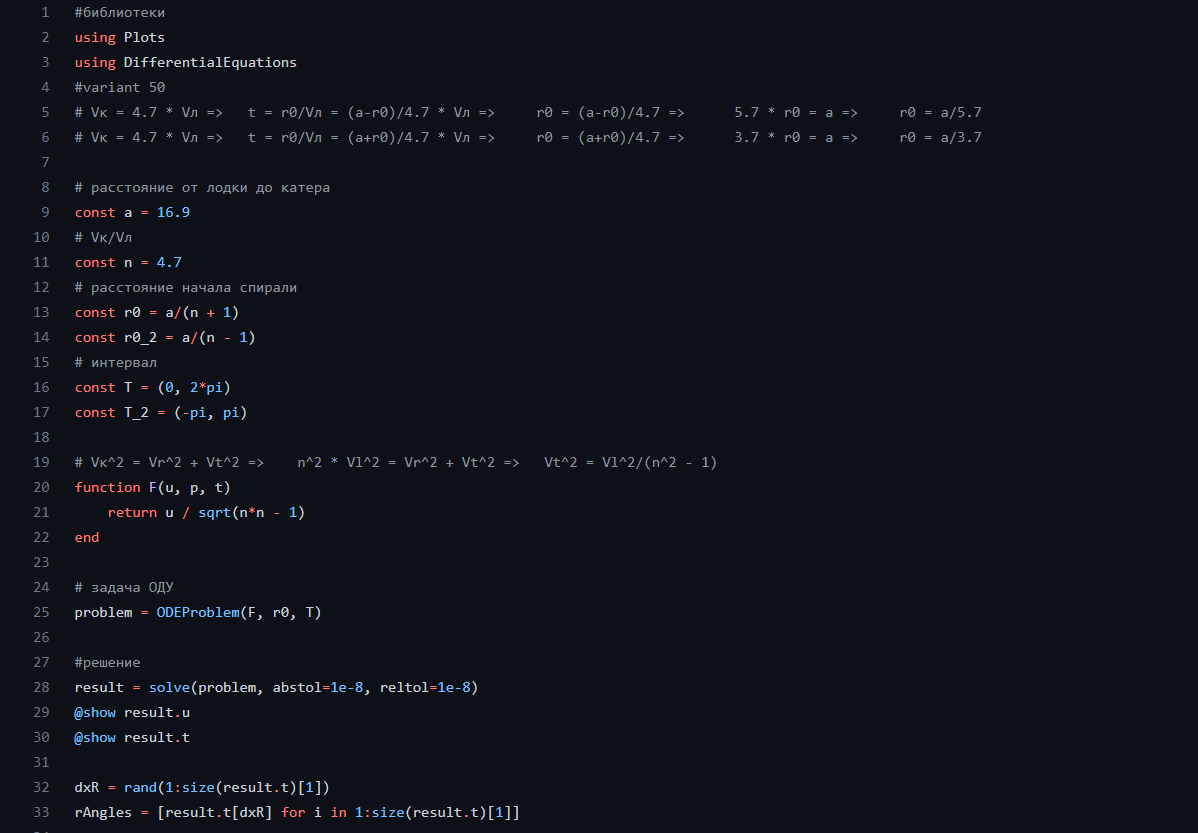 1 #библиотеки
2 using Plots
3 using DifferentialEquations
4 #variant 50
5 # Vк = 4.7 * Vл => t = r0/Vл = (a-r0)/4.7 * Vл => r0 = (a-r0)/4.7 => 5.7 * r0 = a => r0 = a/5.7
6 # Vк = 4.7 * Vл => t = r0/Vл = (a+r0)/4.7 * Vл => r0 = (a+r0)/4.7 => 3.7 * r0 = a => r0 = a/3.7
7
8 # расстояние от лодки до катера
9 const a = 16.9
10 # Vк/Vл
11 const n = 4.7
12 # расстояние начала спирали
13 const r0 = a/(n + 1)
14 const r0_2 = a/(n - 1)
15 # интервал
16 const T = (0, 2*pi)
17 const T_2 = (-pi, pi)
18
19 # Vк^2 = Vr^2 + Vt^2 => n^2 * Vl^2 = Vr^2 + Vt^2 => Vt^2 = Vl^2/(n^2 - 1)
20 function F(u, p, t)
21 return u / sqrt(n*n - 1)
22 end
23
24 # задача ОДУ
25 problem = ODEProblem(F, r0, T)
26
27 #решение
28 result = solve(problem, abstol=1e-8, reltol=1e-8)
29 @show result.u
30 @show result.t
31
32 dxR = rand(1:size(result.t)[1])
33 rAngles = [result.t[dxR] for i in 1:size(result.t)[1]]